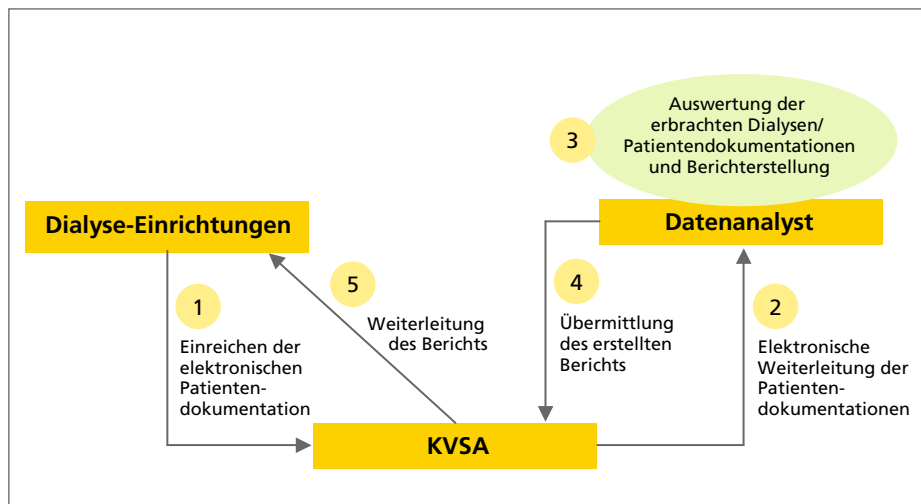 Auswertung der
erbrachten Dialysen/
Patientendokumentationen
und Berichterstellung
3
Dialyse-Einrichtungen
Datenanalyst
1
Einreichen der
elektronischen
Patienten-
dokumentation
5
Weiterleitung
des Berichts
4
Übermittlung
des erstellten
Berichts
2
Elektronische
Weiterleitung der
Patienten-
dokumentationen
KVSA